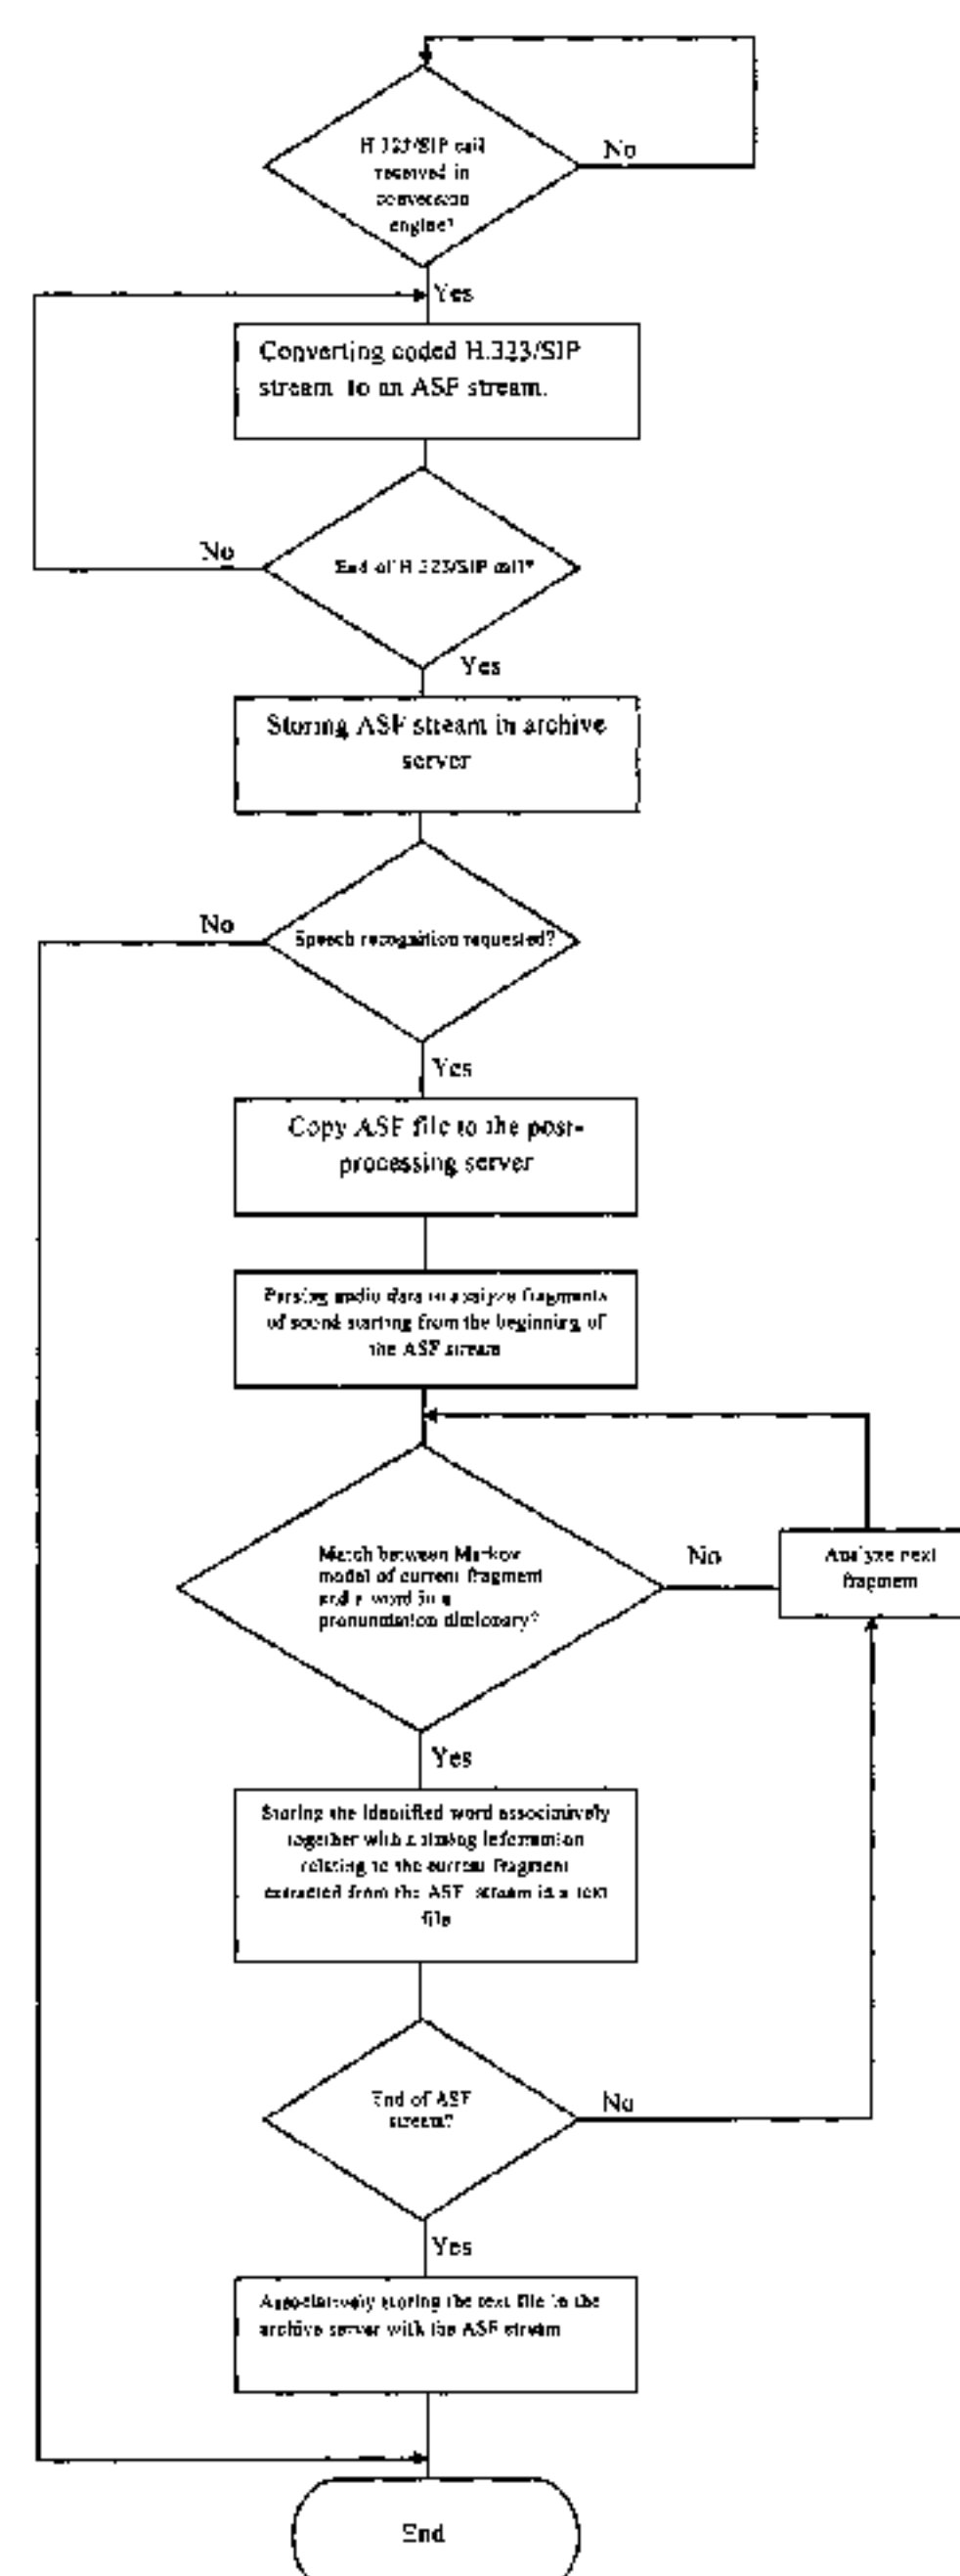 H.323/SIP call
received in
conversion
engine?
No
Yes
Converting coded H.323/SIP
stream to an ASF stream.
No
End of H.323/SIP call?
Yes
Storing ASF stream in archive
server
No
Speech recognition requested?
Yes
Copy ASF file to the post-
processing server
Parsing audio data to analyze fragments
of sound starting from the beginning of
the ASF stream
Match between Markov
model of current fragment
and a word in a
pronunciation dictionary?
No
Analyze next
fragment
Yes
Storing the identified word associatively
together with a timing information
relating to the current fragment
extracted from the ASF stream in a text
file
End of ASF
stream?
No
Yes
Associatively storing the text file in the
archive server with the ASF stream
End